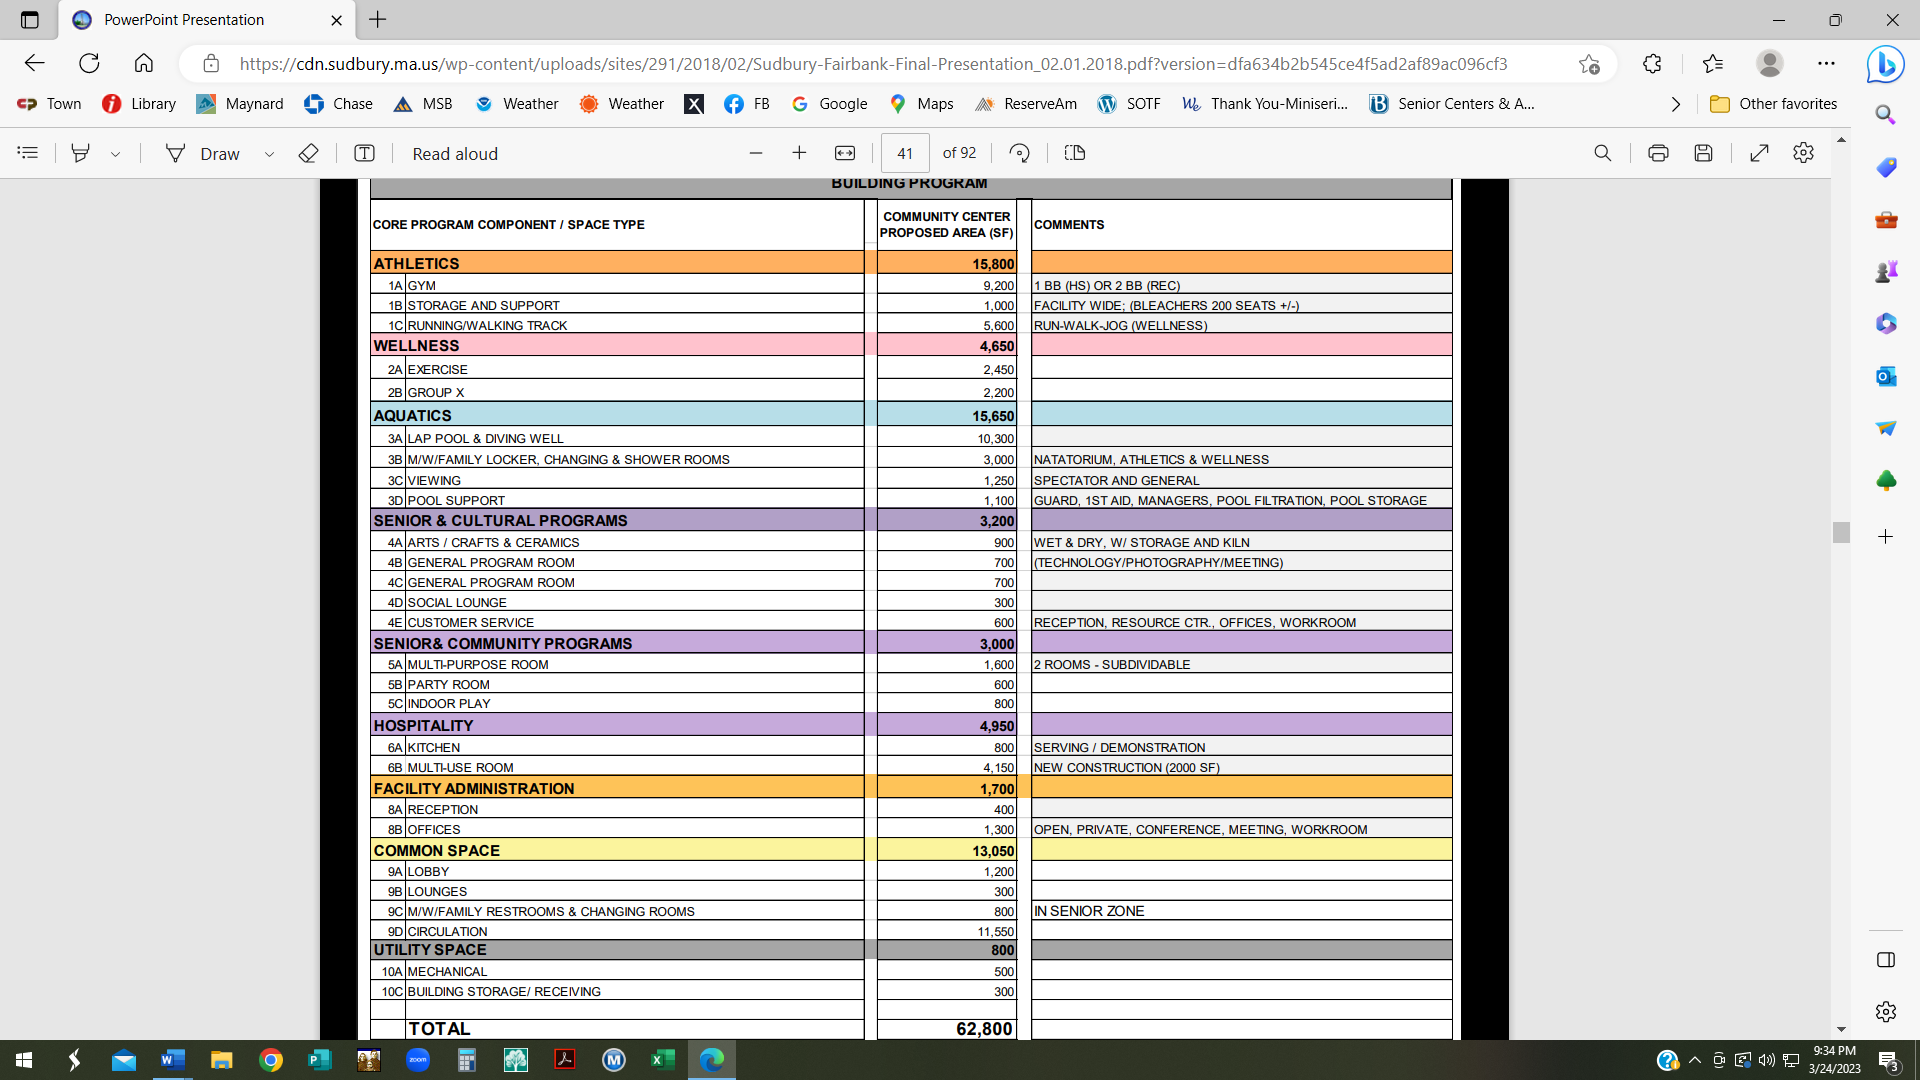 PowerPoint Presentation
https://cdn.sudbury.ma.us/wp-content/uploads/sites/291/2018/02/Sudbury-Fairbank-Final-Presentation_02.01.2018.pdf?version=dfa634b2b545ce4f5ad2af89ac096cf3
Town Library Maynard Chase MSB Weather Weather FB Google Maps ReserveAm SOTF Thank You-Miniseri... Senior Centers & A... Other favorites
Draw Read aloud 41 of 92
BUILDING PROGRAM
CORE PROGRAM COMPONENT / SPACE TYPE COMMUNITY CENTER PROPOSED AREA (SF) COMMENTS
ATHLETICS 15,800
1A GYM 9,200 1 BB (HS) OR 2 BB (REC)
1B STORAGE AND SUPPORT 1,000 FACILITY WIDE; (BLEACHERS 200 SEATS +/-)
1C RUNNING/WALKING TRACK 5,600 RUN-WALK-JOG (WELLNESS)
WELLNESS 4,650
2A EXERCISE 2,450
2B GROUP X 2,200
AQUATICS 15,650
3A LAP POOL & DIVING WELL 10,300
3B M/W/FAMILY LOCKER, CHANGING & SHOWER ROOMS 3,000 NATATORIUM, ATHLETICS & WELLNESS
3C VIEWING 1,250 SPECTATOR AND GENERAL
3D POOL SUPPORT 1,100 GUARD, 1ST AID, MANAGERS, POOL FILTRATION, POOL STORAGE
SENIOR & CULTURAL PROGRAMS 3,200
4A ARTS / CRAFTS & CERAMICS 900 WET & DRY, W/ STORAGE AND KILN
4B GENERAL PROGRAM ROOM 700 (TECHNOLOGY/PHOTOGRAPHY/MEETING)
4C GENERAL PROGRAM ROOM 700
4D SOCIAL LOUNGE 300
4E CUSTOMER SERVICE 600 RECEPTION, RESOURCE CTR., OFFICES, WORKROOM
SENIOR& COMMUNITY PROGRAMS 3,000
5A MULTI-PURPOSE ROOM 1,600 2 ROOMS - SUBDIVIDABLE
5B PARTY ROOM 600
5C INDOOR PLAY 800
HOSPITALITY 4,950
6A KITCHEN 800 SERVING / DEMONSTRATION
6B MULTI-USE ROOM 4,150 NEW CONSTRUCTION (2000 SF)
FACILITY ADMINISTRATION 1,700
8A RECEPTION 400
8B OFFICES 1,300 OPEN, PRIVATE, CONFERENCE, MEETING, WORKROOM
COMMON SPACE 13,050
9A LOBBY 1,200
9B LOUNGES 300
9C M/W/FAMILY RESTROOMS & CHANGING ROOMS 800 IN SENIOR ZONE
9D CIRCULATION 11,550
UTILITY SPACE 800
10A MECHANICAL 500
10C BUILDING STORAGE/ RECEIVING 300
TOTAL 62,800
zoom
9:34 PM
3/24/2023
3